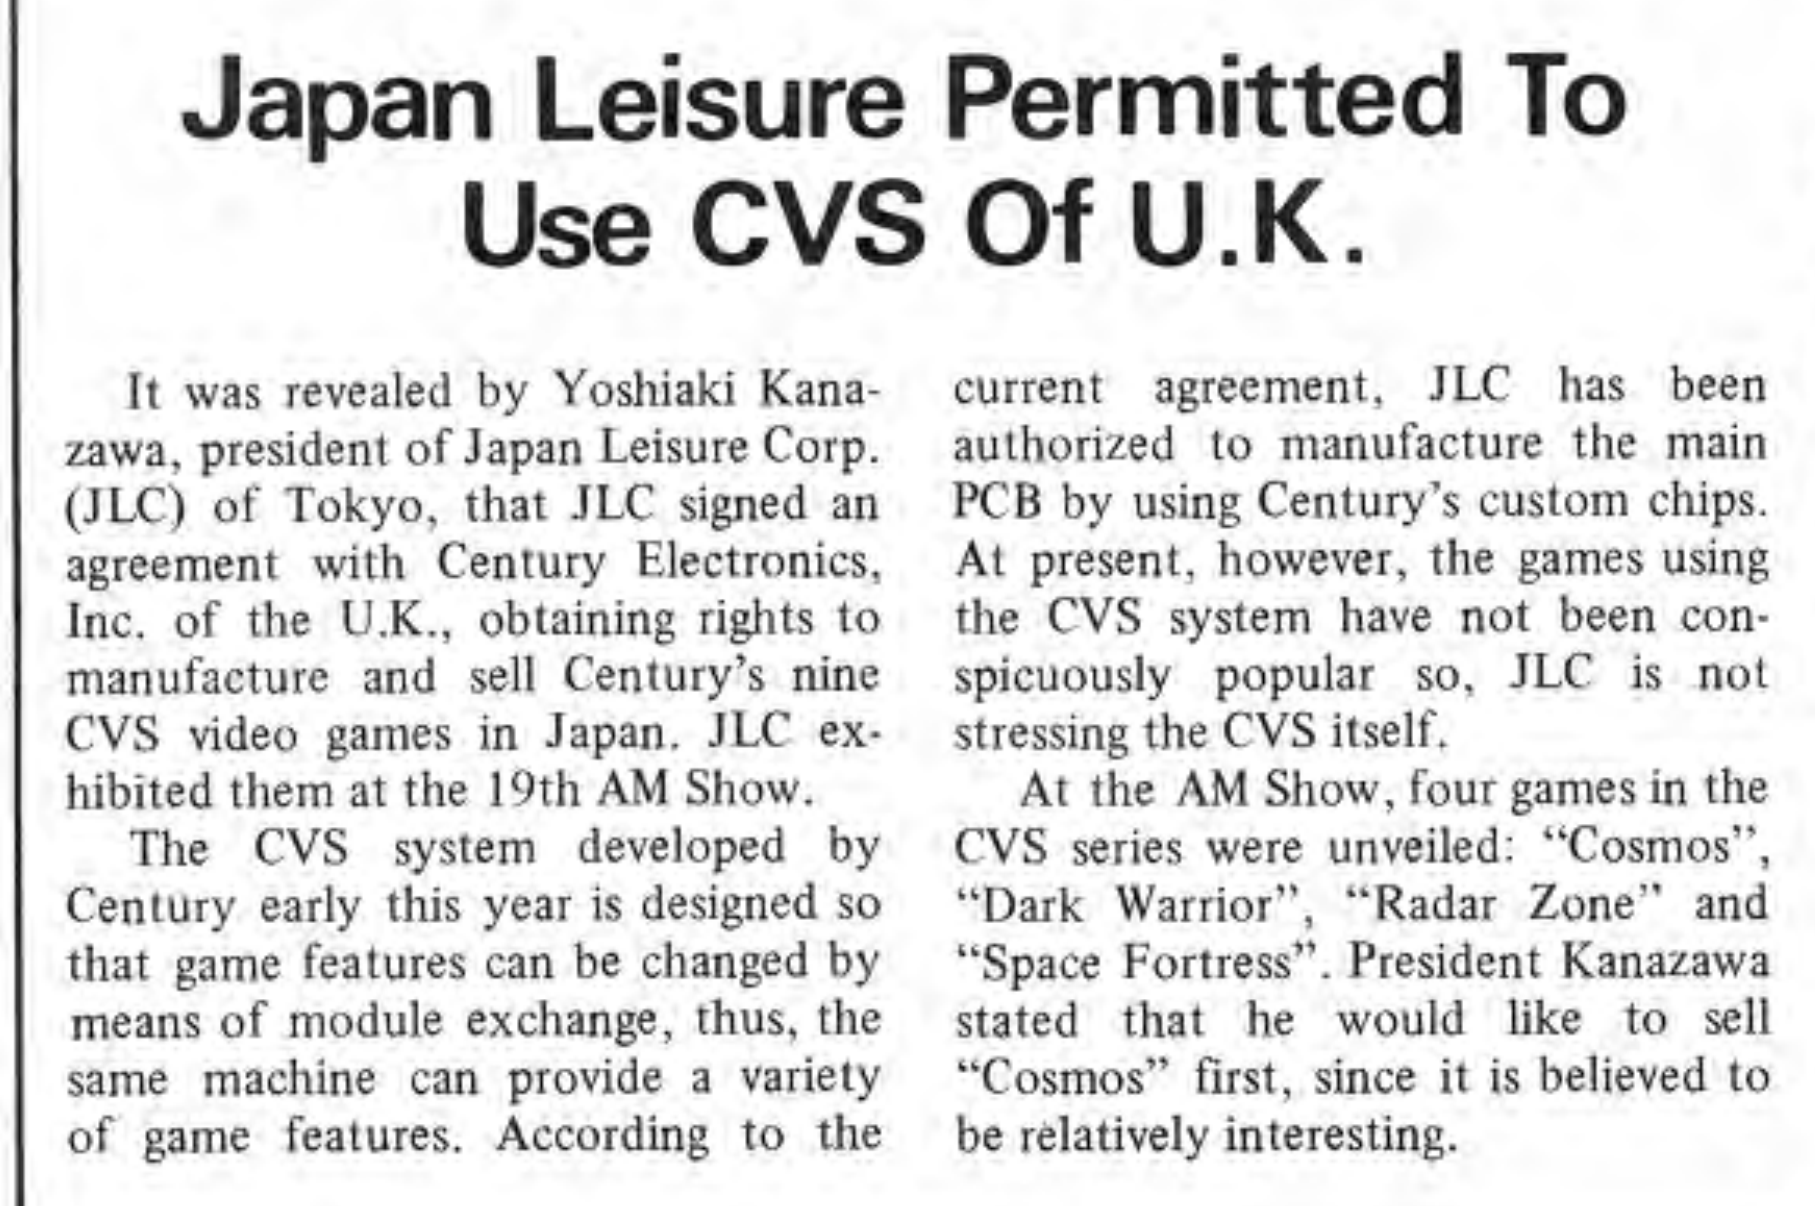 Japan Leisure Permitted To
Use CVS Of U.K.
It was revealed by Yoshiaki Kana-
zawa, president of Japan Leisure Corp.
(JLC) of Tokyo, that JLC signed an
agreement with Century Electronics,
Inc. of the U.K., obtaining rights to
manufacture and sell Century's nine
CVS video games in Japan. JLC ex-
hibited them at the 19th AM Show.
The CVS system developed by
Century early this year is designed so
that game features can be changed by
means of module exchange, thus, the
same machine can provide a variety
of game features. According to the
current agreement, JLC has been
authorized to manufacture the main
PCB by using Century's custom chips.
At present, however, the games using
the CVS system have not been con-
spicuously popular so, JLC is not
stressing the CVS itself.
At the AM Show, four games in the
CVS series were unveiled: “Cosmos”,
“Dark Warrior”, “Radar Zone” and
“Space Fortress”. President Kanazawa
stated that he would like to sell
“Cosmos” first, since it is believed to
be relatively interesting.